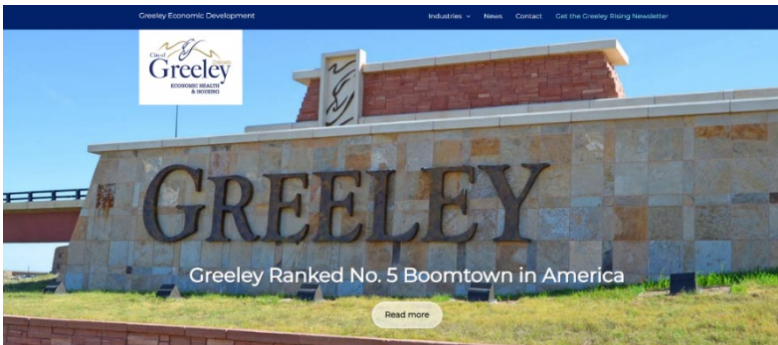 Greeley Economic Development
Industries
News
Contact
Get the Greeley Rising Newsletter
City of
Greeley
ECONOMIC HEALTH
& HOUSING
GREELEY
Greeley Ranked No. 5 Boomtown in America
Read more